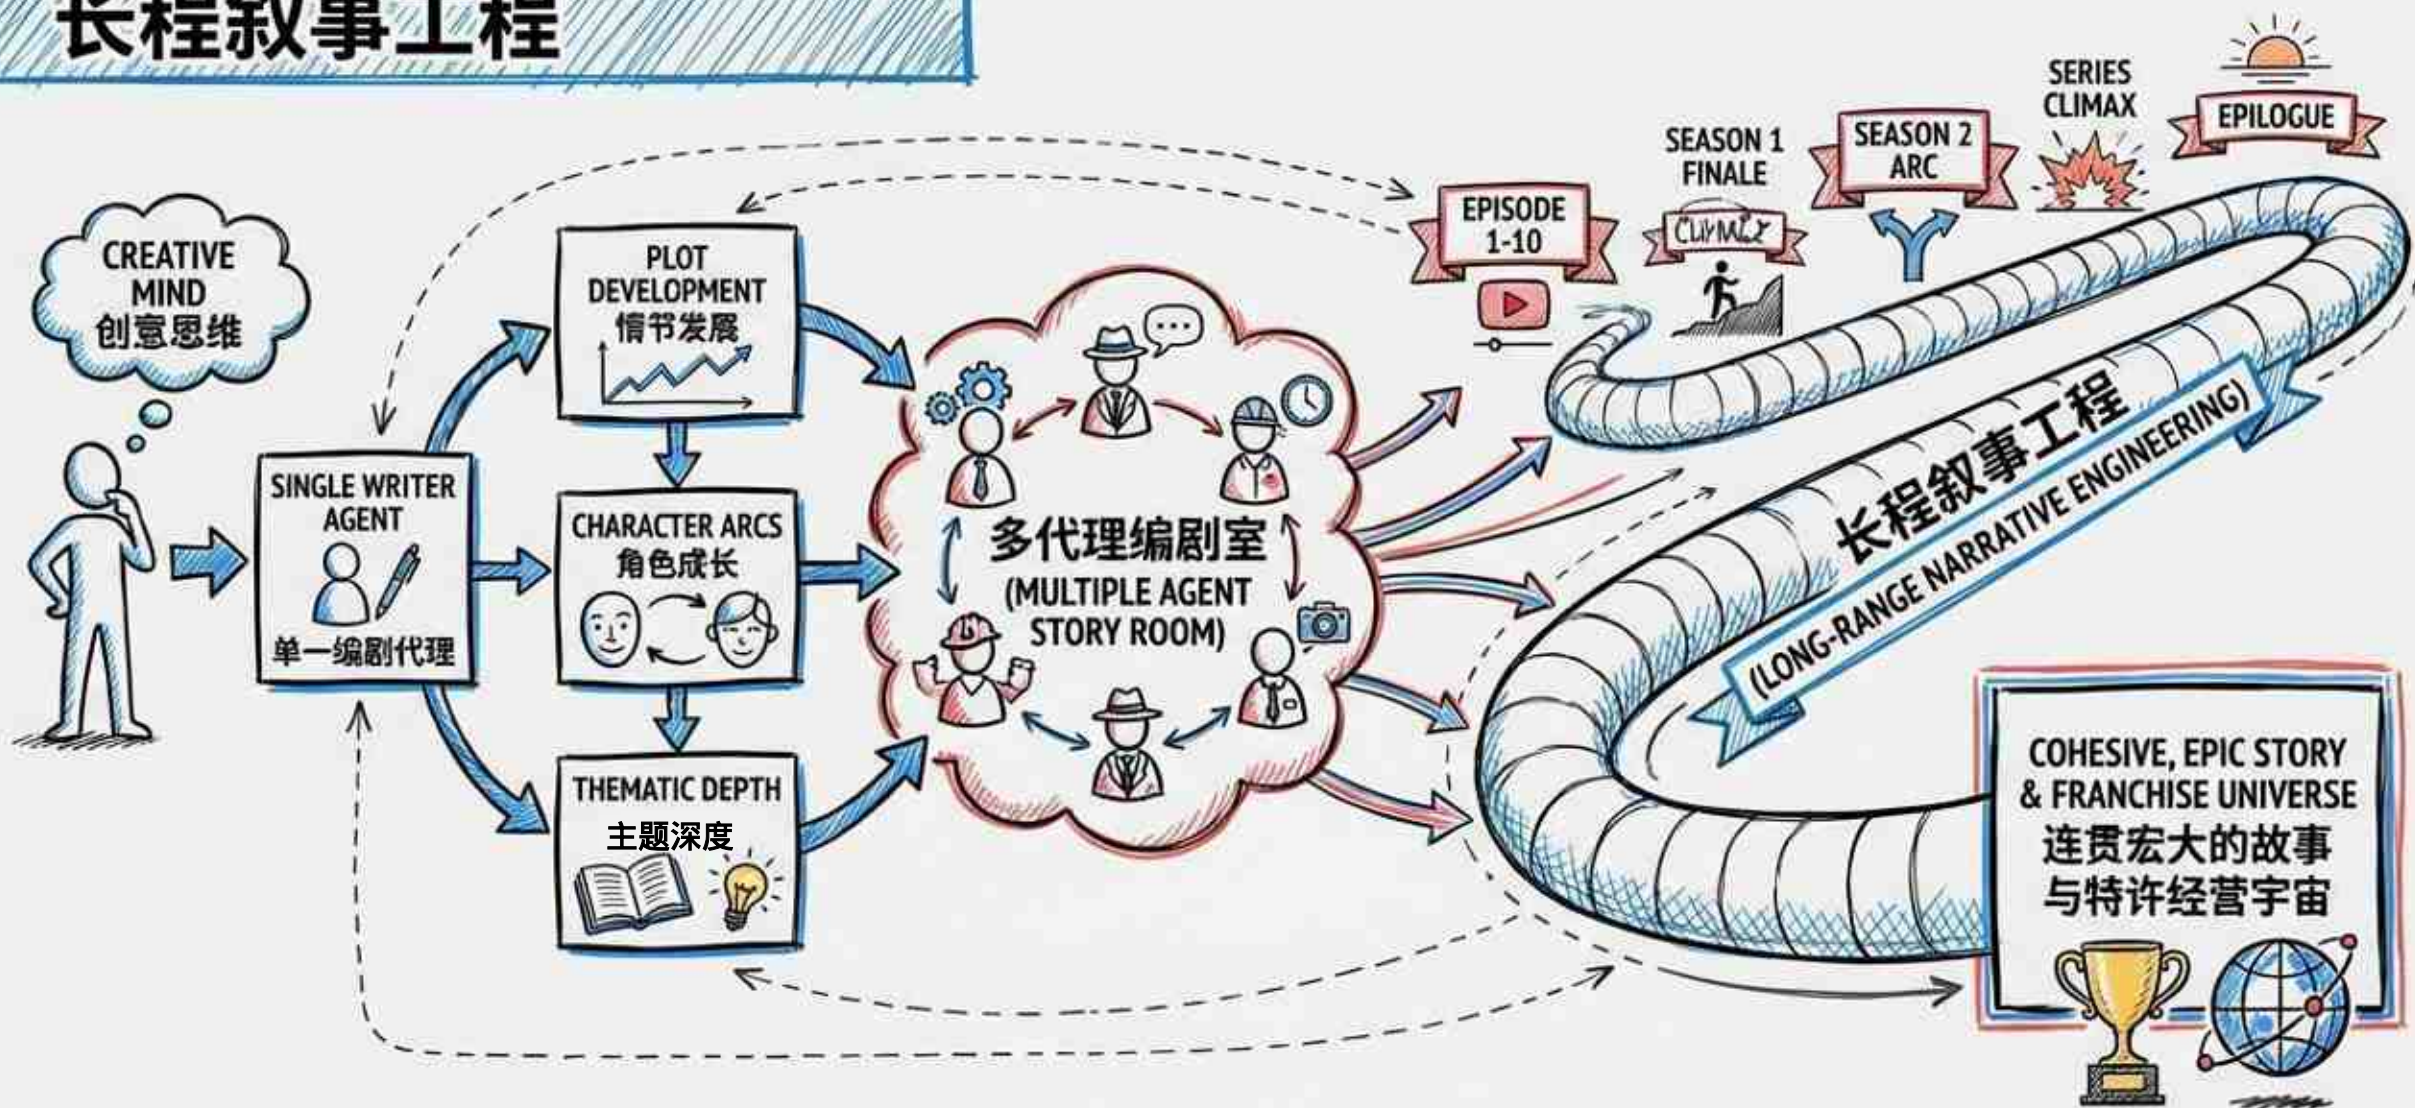 长程叙事工程
CREATIVE
MIND
创意思维
SINGLE WRITER
AGENT
单一编剧代理
PLOT
DEVELOPMENT
情节发展
CHARACTER ARCS
角色成长
THEMATIC DEPTH
主题深度
多代理编剧室
(MULTIPLE AGENT
STORY ROOM)
EPISODE
1-10
SEASON 1
FINALE
SEASON 2
ARC
SERIES
CLIMAX
EPILOGUE
长程叙事工程
(LONG-RANGE NARRATIVE ENGINEERING)
COHESIVE, EPIC STORY
& FRANCHISE UNIVERSE
连贯宏大的故事
与特许经营宇宙